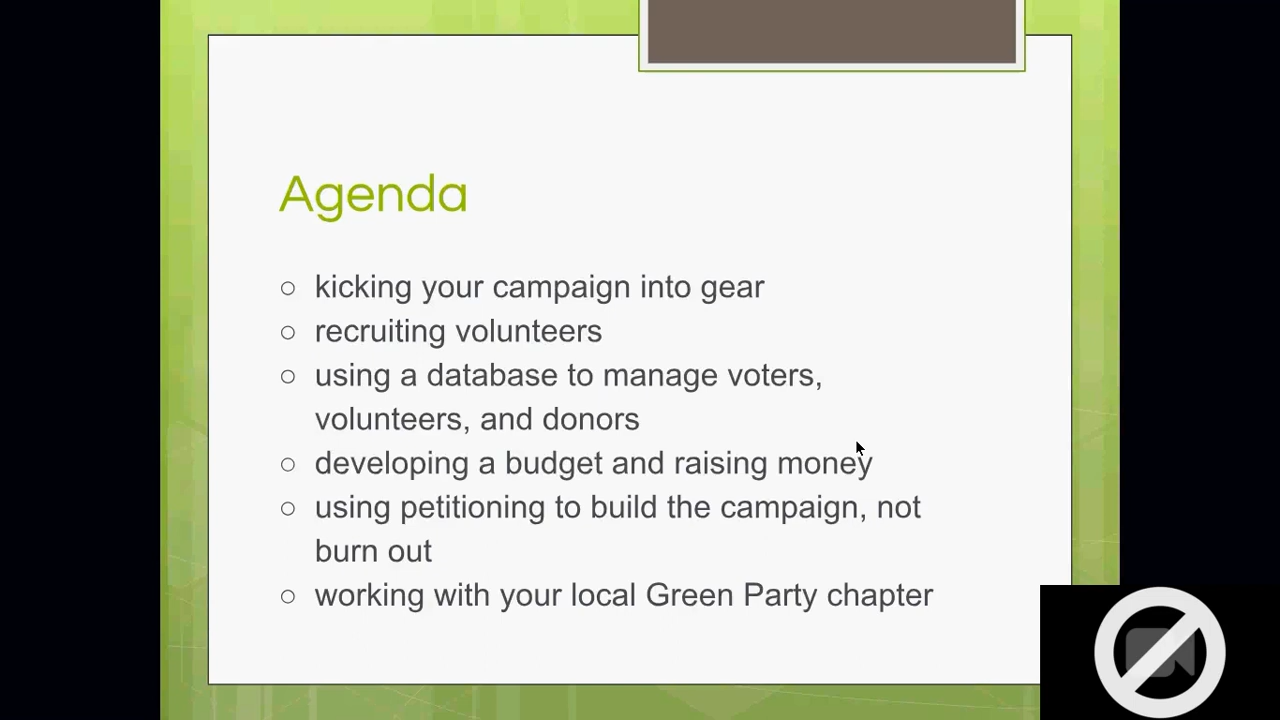 Agenda
○ kicking your campaign into gear
○ recruiting volunteers
○ using a database to manage voters,
volunteers, and donors
○ developing a budget and raising money
○ using petitioning to build the campaign, not
burn out
○ working with your local Green Party chapter